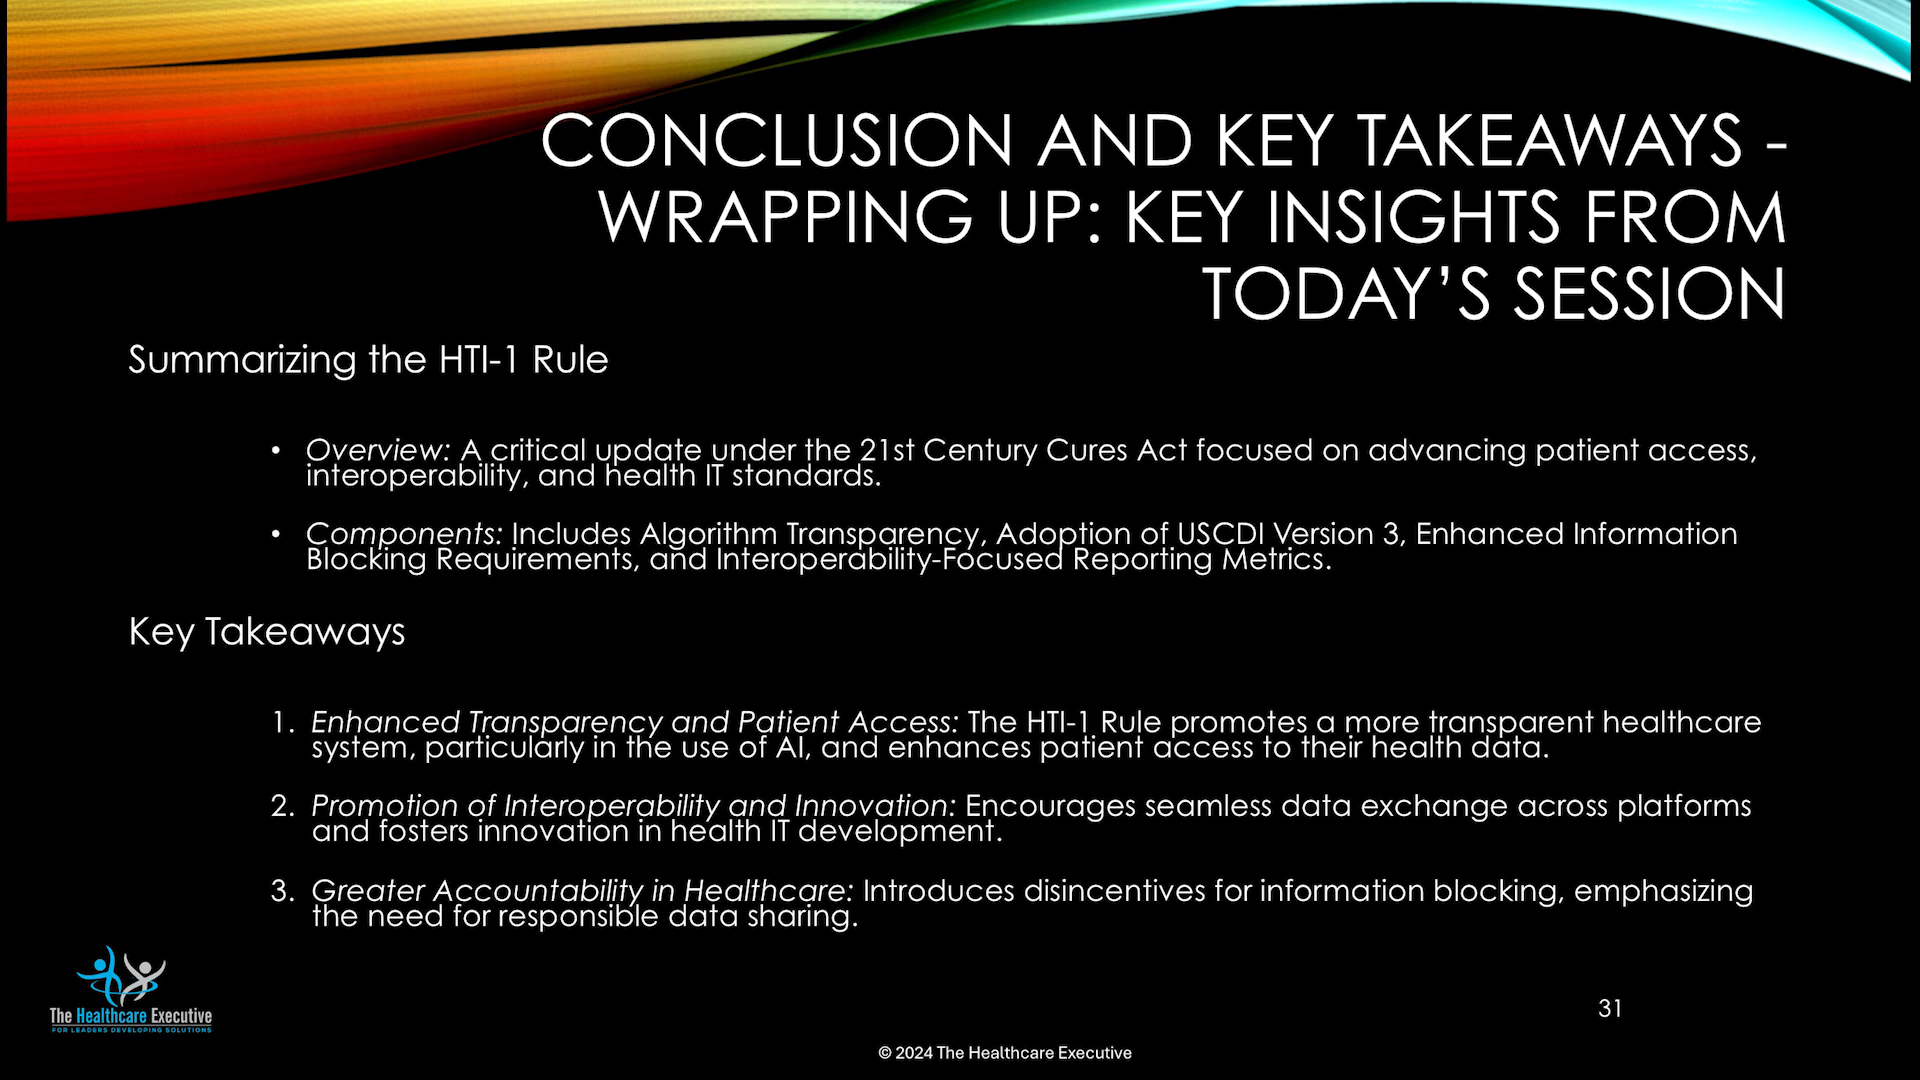 CONCLUSION AND KEY TAKEAWAYS -
WRAPPING UP: KEY INSIGHTS FROM
TODAY’S SESSION
Summarizing the HTI-1 Rule
• Overview: A critical update under the 21st Century Cures Act focused on advancing patient access,
interoperability, and health IT standards.
• Components: Includes Algorithm Transparency, Adoption of USCDI Version 3, Enhanced Information
Blocking Requirements, and Interoperability-Focused Reporting Metrics.
Key Takeaways
1. Enhanced Transparency and Patient Access: The HTI-1 Rule promotes a more transparent healthcare
system, particularly in the use of AI, and enhances patient access to their health data.
2. Promotion of Interoperability and Innovation: Encourages seamless data exchange across platforms
and fosters innovation in health IT development.
3. Greater Accountability in Healthcare: Introduces disincentives for information blocking, emphasizing
the need for responsible data sharing.
The Healthcare Executive
FOR LEADERS DEVELOPING SOLUTIONS
31
© 2024 The Healthcare Executive